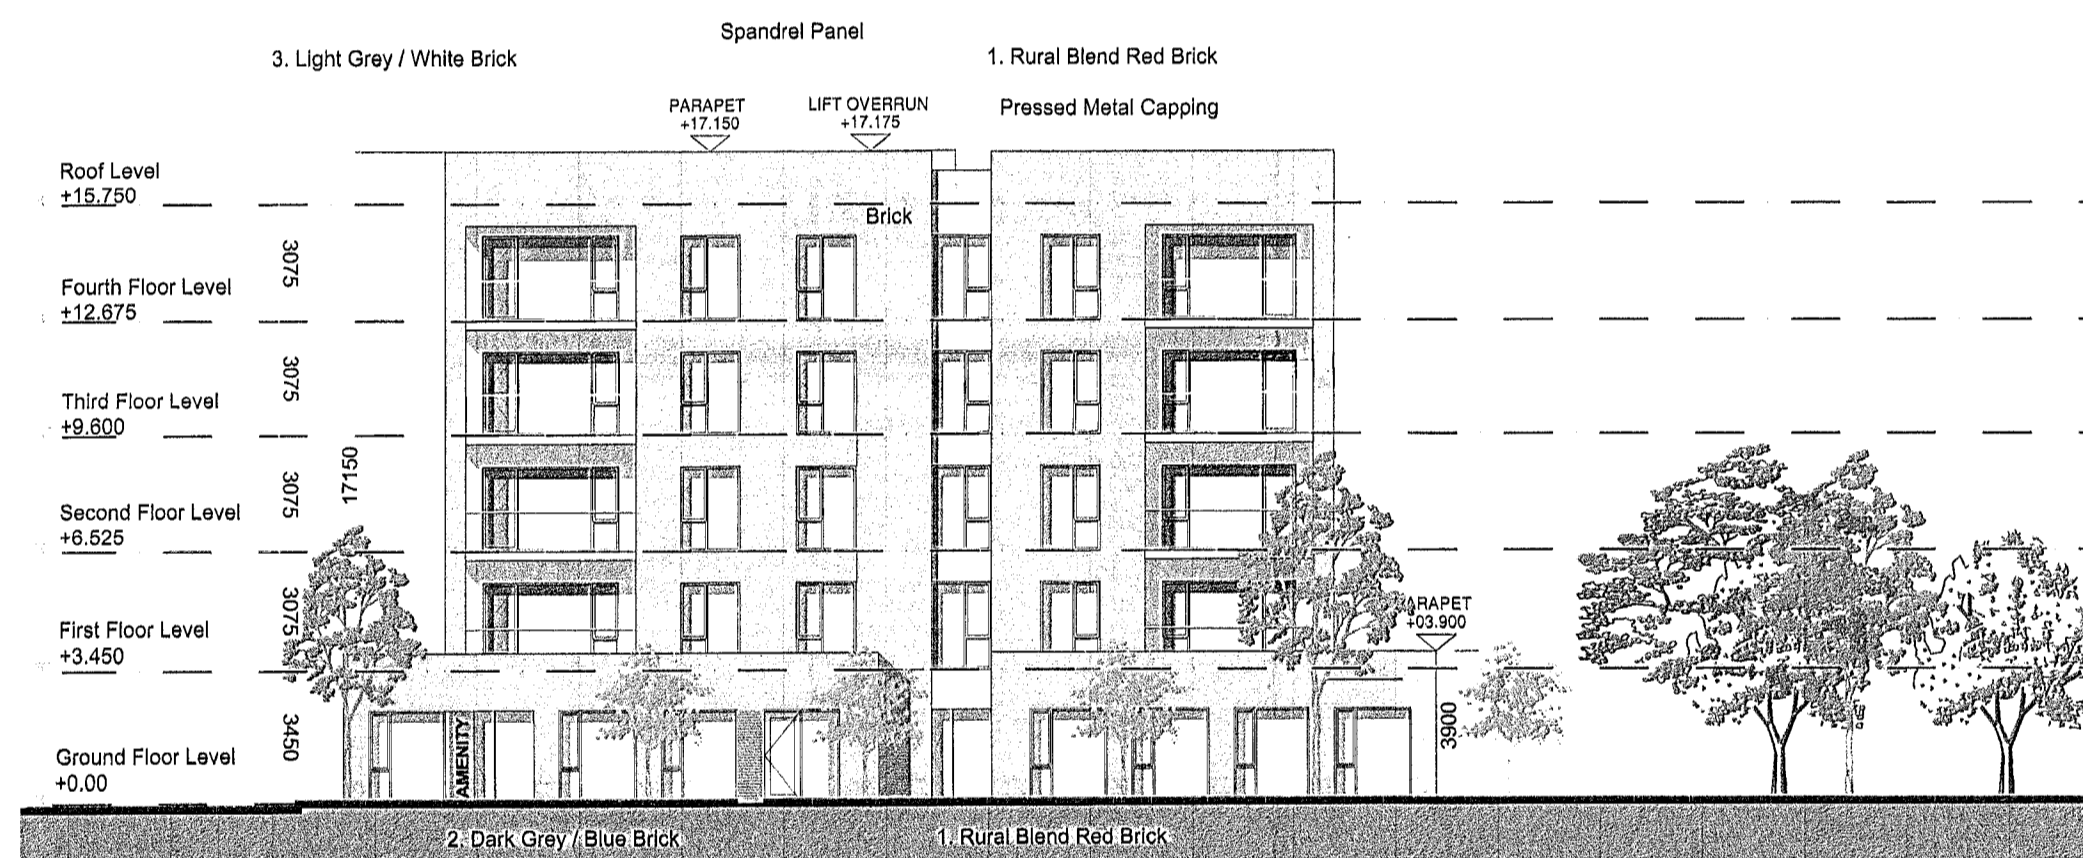 Spandrel Panel
3. Light Grey / White Brick
1. Rural Blend Red Brick
PARAPET
+17.150
LIFT OVERRUN
+17.175
Pressed Metal Capping
Roof Level
+15.750
Brick
3075
Fourth Floor Level
+12.675
3075
Third Floor Level
+9.600
17150
3075
Second Floor Level
+6.525
3075
First Floor Level
+3.450
ARAPET
+03.900
3450
AMENITY
3900
Ground Floor Level
+0.00
2. Dark Grey / Blue Brick
1. Rural Blend Red Brick